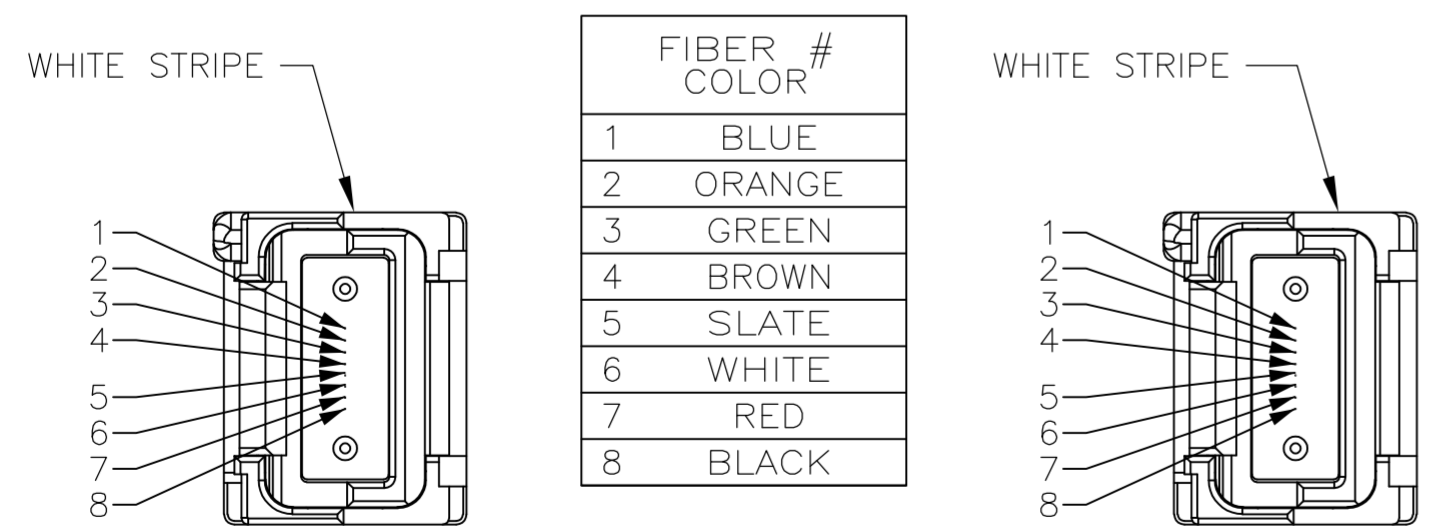 WHITE STRIPE
1
2
3
4
5
6
7
8
FIBER #
COLOR
1 BLUE
2 ORANGE
3 GREEN
4 BROWN
5 SLATE
6 WHITE
7 RED
8 BLACK
WHITE STRIPE
1
2
3
4
5
6
7
8